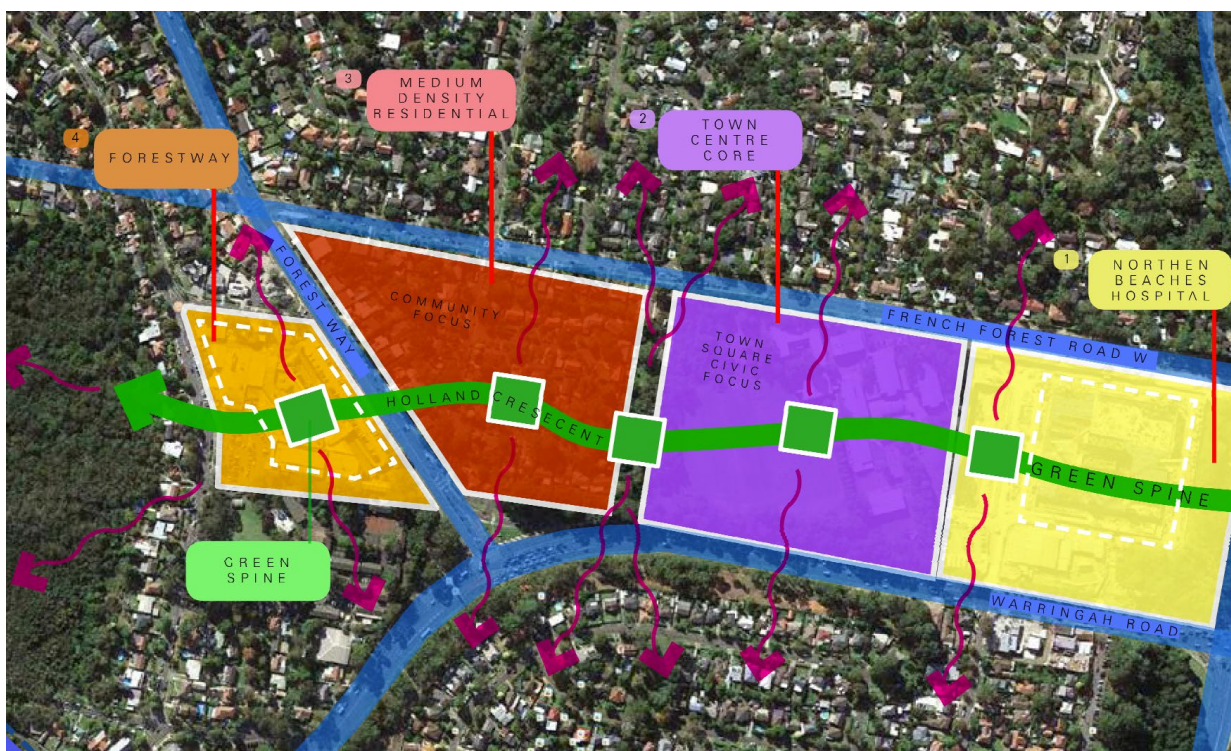 3
MEDIUM
DENSITY
RESIDENTIAL
4
FORESTWAY
2
TOWN
CENTRE
CORE
1
NORTHEN
BEACHES
HOSPITAL
FOREST WAY
COMMUNITY
FOCUS
FRENCH FOREST ROAD W
TOWN
SQUARE
CIVIC
FOCUS
HOLLAND CRESECENT
GREEN SPINE
GREEN
SPINE
WARRINGAH ROAD